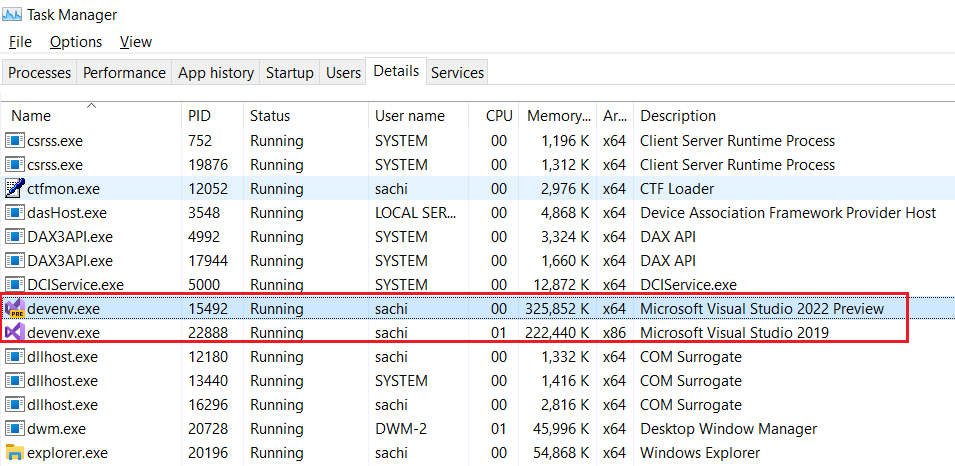 Task Manager
File Options View
Processes Performance App history Startup Users Details Services
Name PID Status User name CPU Memory... Ar... Description
csrss.exe 752 Running SYSTEM 00 1,196 K x64 Client Server Runtime Process
csrss.exe 19876 Running SYSTEM 00 1,312 K x64 Client Server Runtime Process
ctfmon.exe 12052 Running sachi 00 2,976 K x64 CTF Loader
dasHost.exe 3548 Running LOCAL SER... 00 4,868 K x64 Device Association Framework Provider Host
DAX3API.exe 4992 Running SYSTEM 00 3,324 K x64 DAX API
DAX3API.exe 17944 Running SYSTEM 00 1,660 K x64 DAX API
DCIService.exe 5000 Running SYSTEM 00 12,872 K x64 DCIService.exe
PRE devenv.exe 15492 Running sachi 00 325,852 K x64 Microsoft Visual Studio 2022 Preview
devenv.exe 22888 Running sachi 01 222,440 K x86 Microsoft Visual Studio 2019
dllhost.exe 12180 Running sachi 00 1,332 K x64 COM Surrogate
dllhost.exe 13440 Running SYSTEM 00 1,416 K x64 COM Surrogate
dllhost.exe 16296 Running sachi 00 2,816 K x64 COM Surrogate
dwm.exe 20728 Running DWM-2 01 45,996 K x64 Desktop Window Manager
explorer.exe 20196 Running sachi 00 54,868 K x64 Windows Explorer